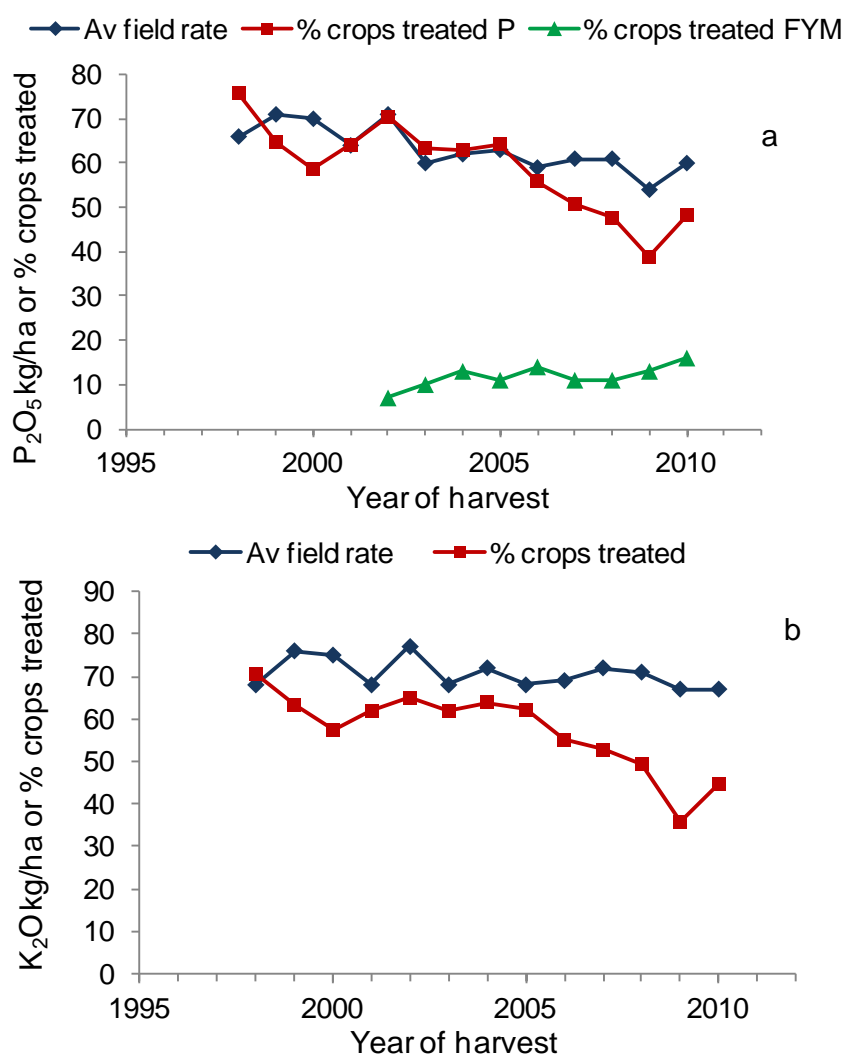 Av field rate % crops treated P % crops treated FYM
P₂O₅ kg/ha or % crops treated
80
70
60
50
40
30
20
10
0
a
1995 2000 2005 2010
Year of harvest
Av field rate % crops treated
K₂O kg/ha or % crops treated
90
80
70
60
50
40
30
20
10
0
b
1995 2000 2005 2010
Year of harvest